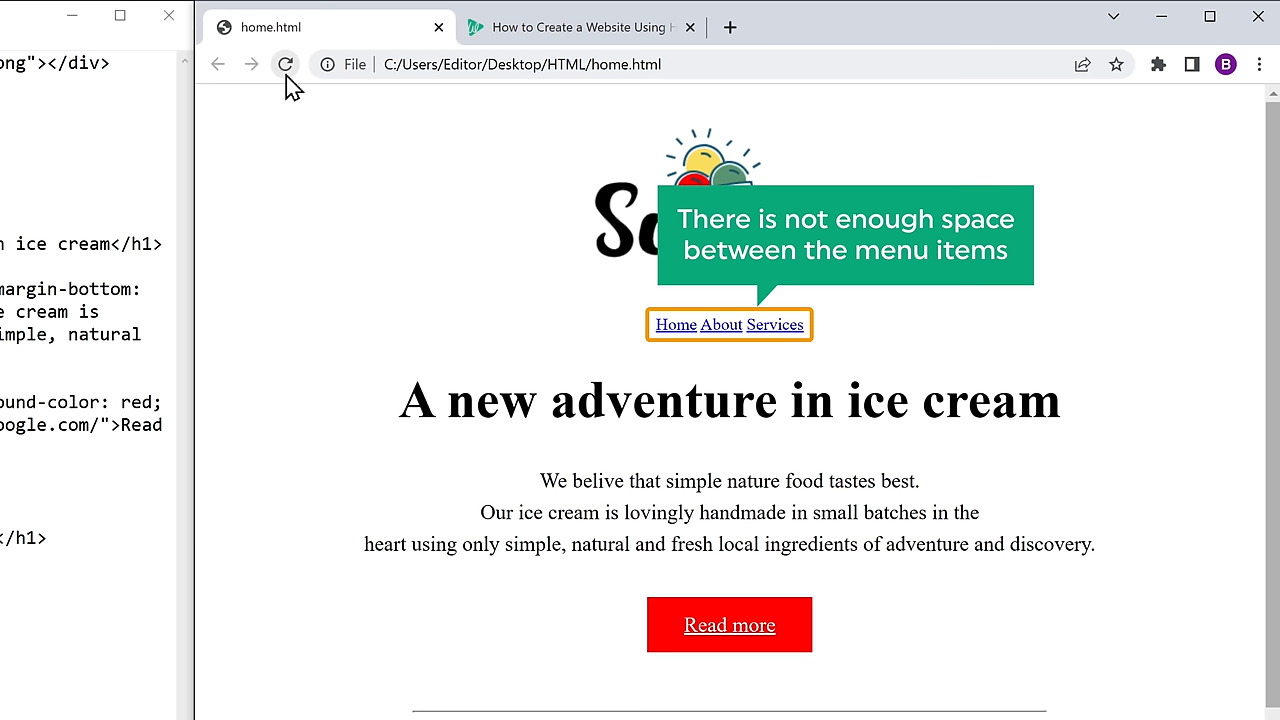 home.html
How to Create a Website Using H
File
C:/Users/Editor/Desktop/HTML/home.html
B
ong"></div>
n ice cream</h1>
margin-bottom:
e cream is
imple, natural
ound-color: red;
oogle.com/">Read
</h1>
There is not enough space
between the menu items
Home About Services
A new adventure in ice cream
We belive that simple nature food tastes best.
Our ice cream is lovingly handmade in small batches in the
heart using only simple, natural and fresh local ingredients of adventure and discovery.
Read more